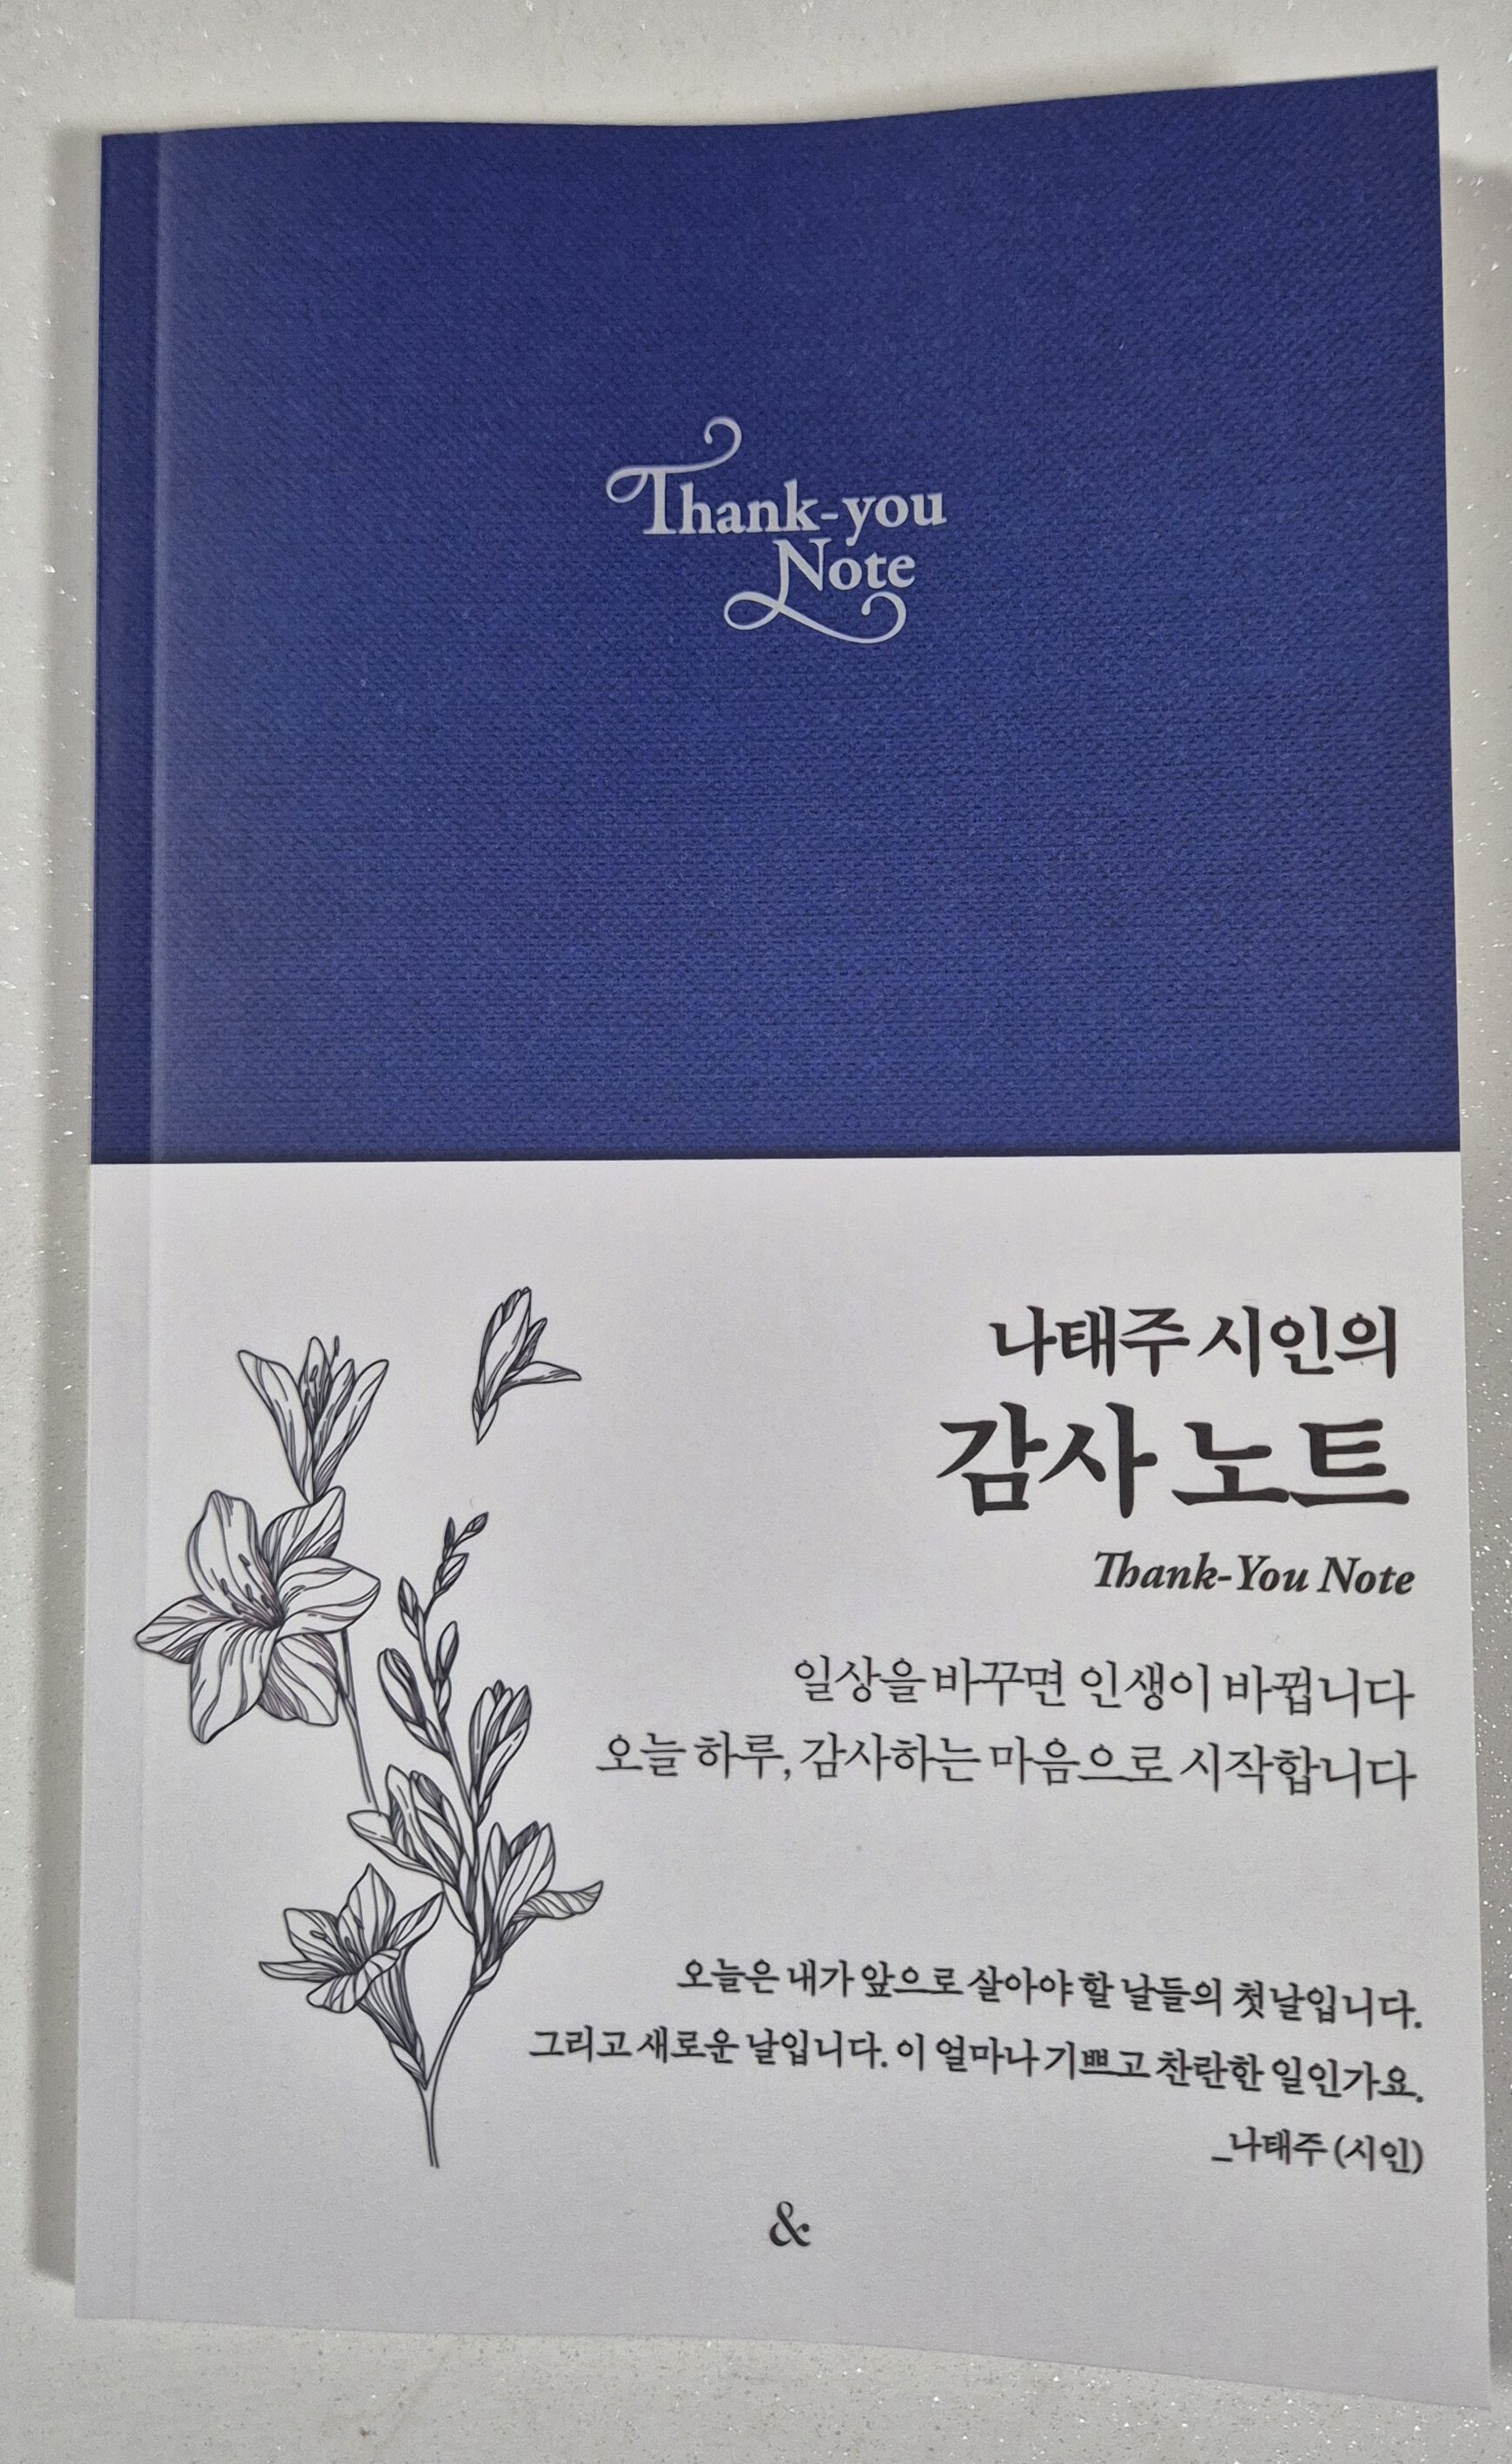 Thank-you
Note
나태주 시인의
감사 노트
Thank-You Note
일상을 바꾸면 인생이 바뀝니다
오늘 하루, 감사하는 마음으로 시작합니다
오늘은 내가 앞으로 살아야 할 날들의 첫날입니다.
그리고 새로운 날입니다. 이 얼마나 기쁘고 찬란한 일인가요.
_나태주 (시인)
&